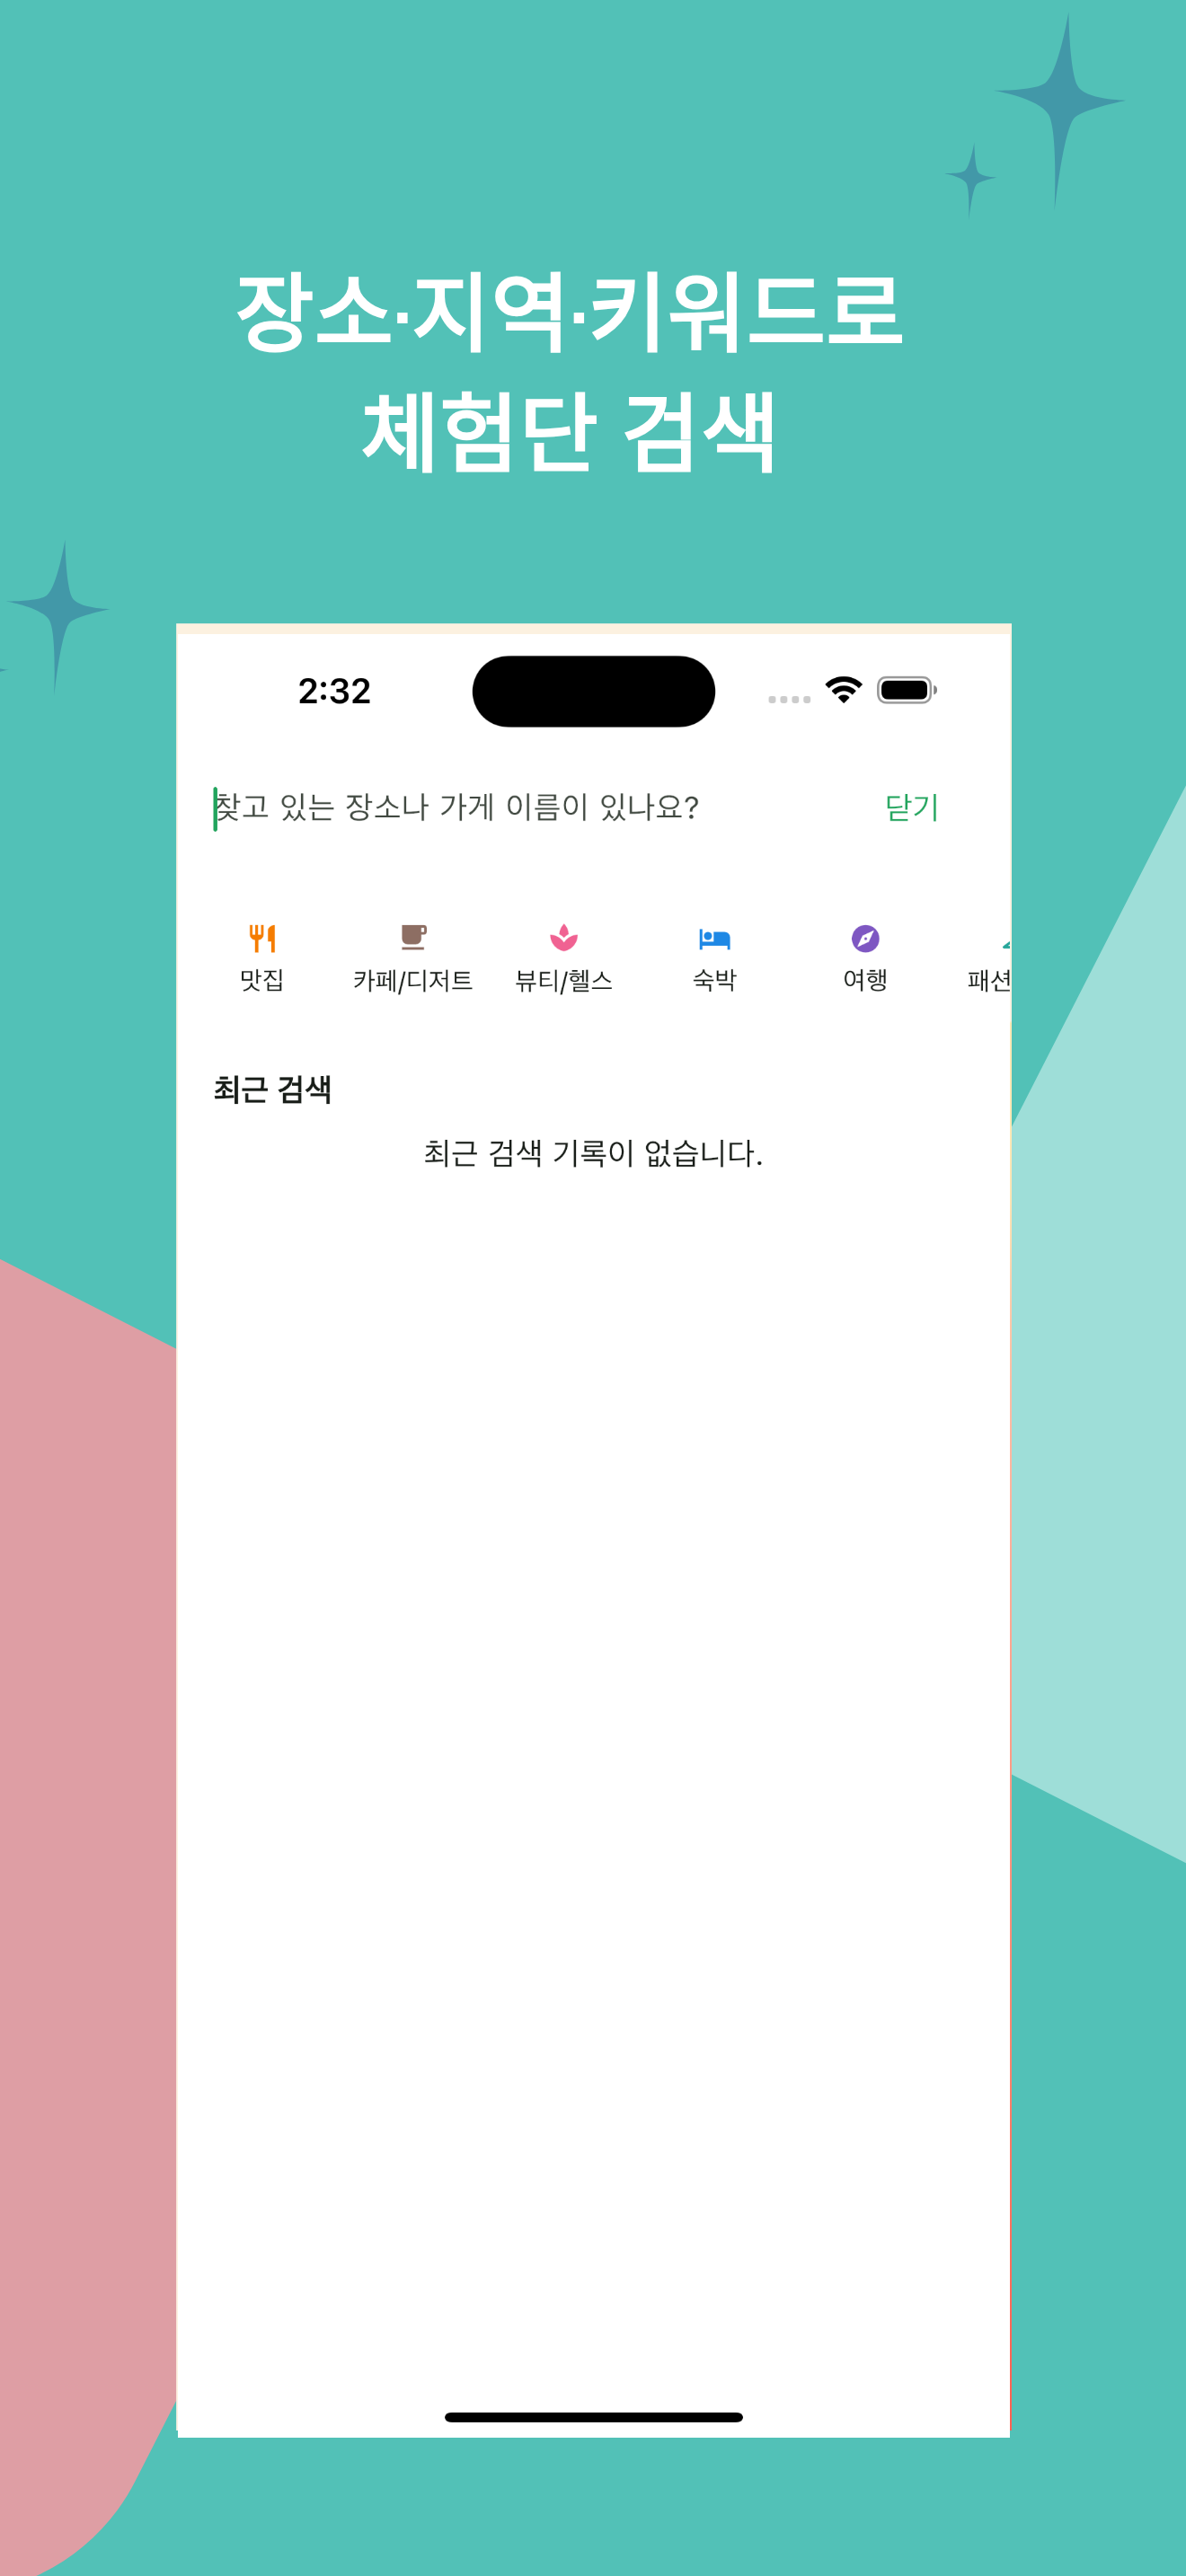 장소·지역·키워드로
체험단 검색
2:32
찾고 있는 장소나 가게 이름이 있나요?
닫기
맛집
카페/디저트
뷰티/헬스
숙박
여행
패션
최근 검색
최근 검색 기록이 없습니다.